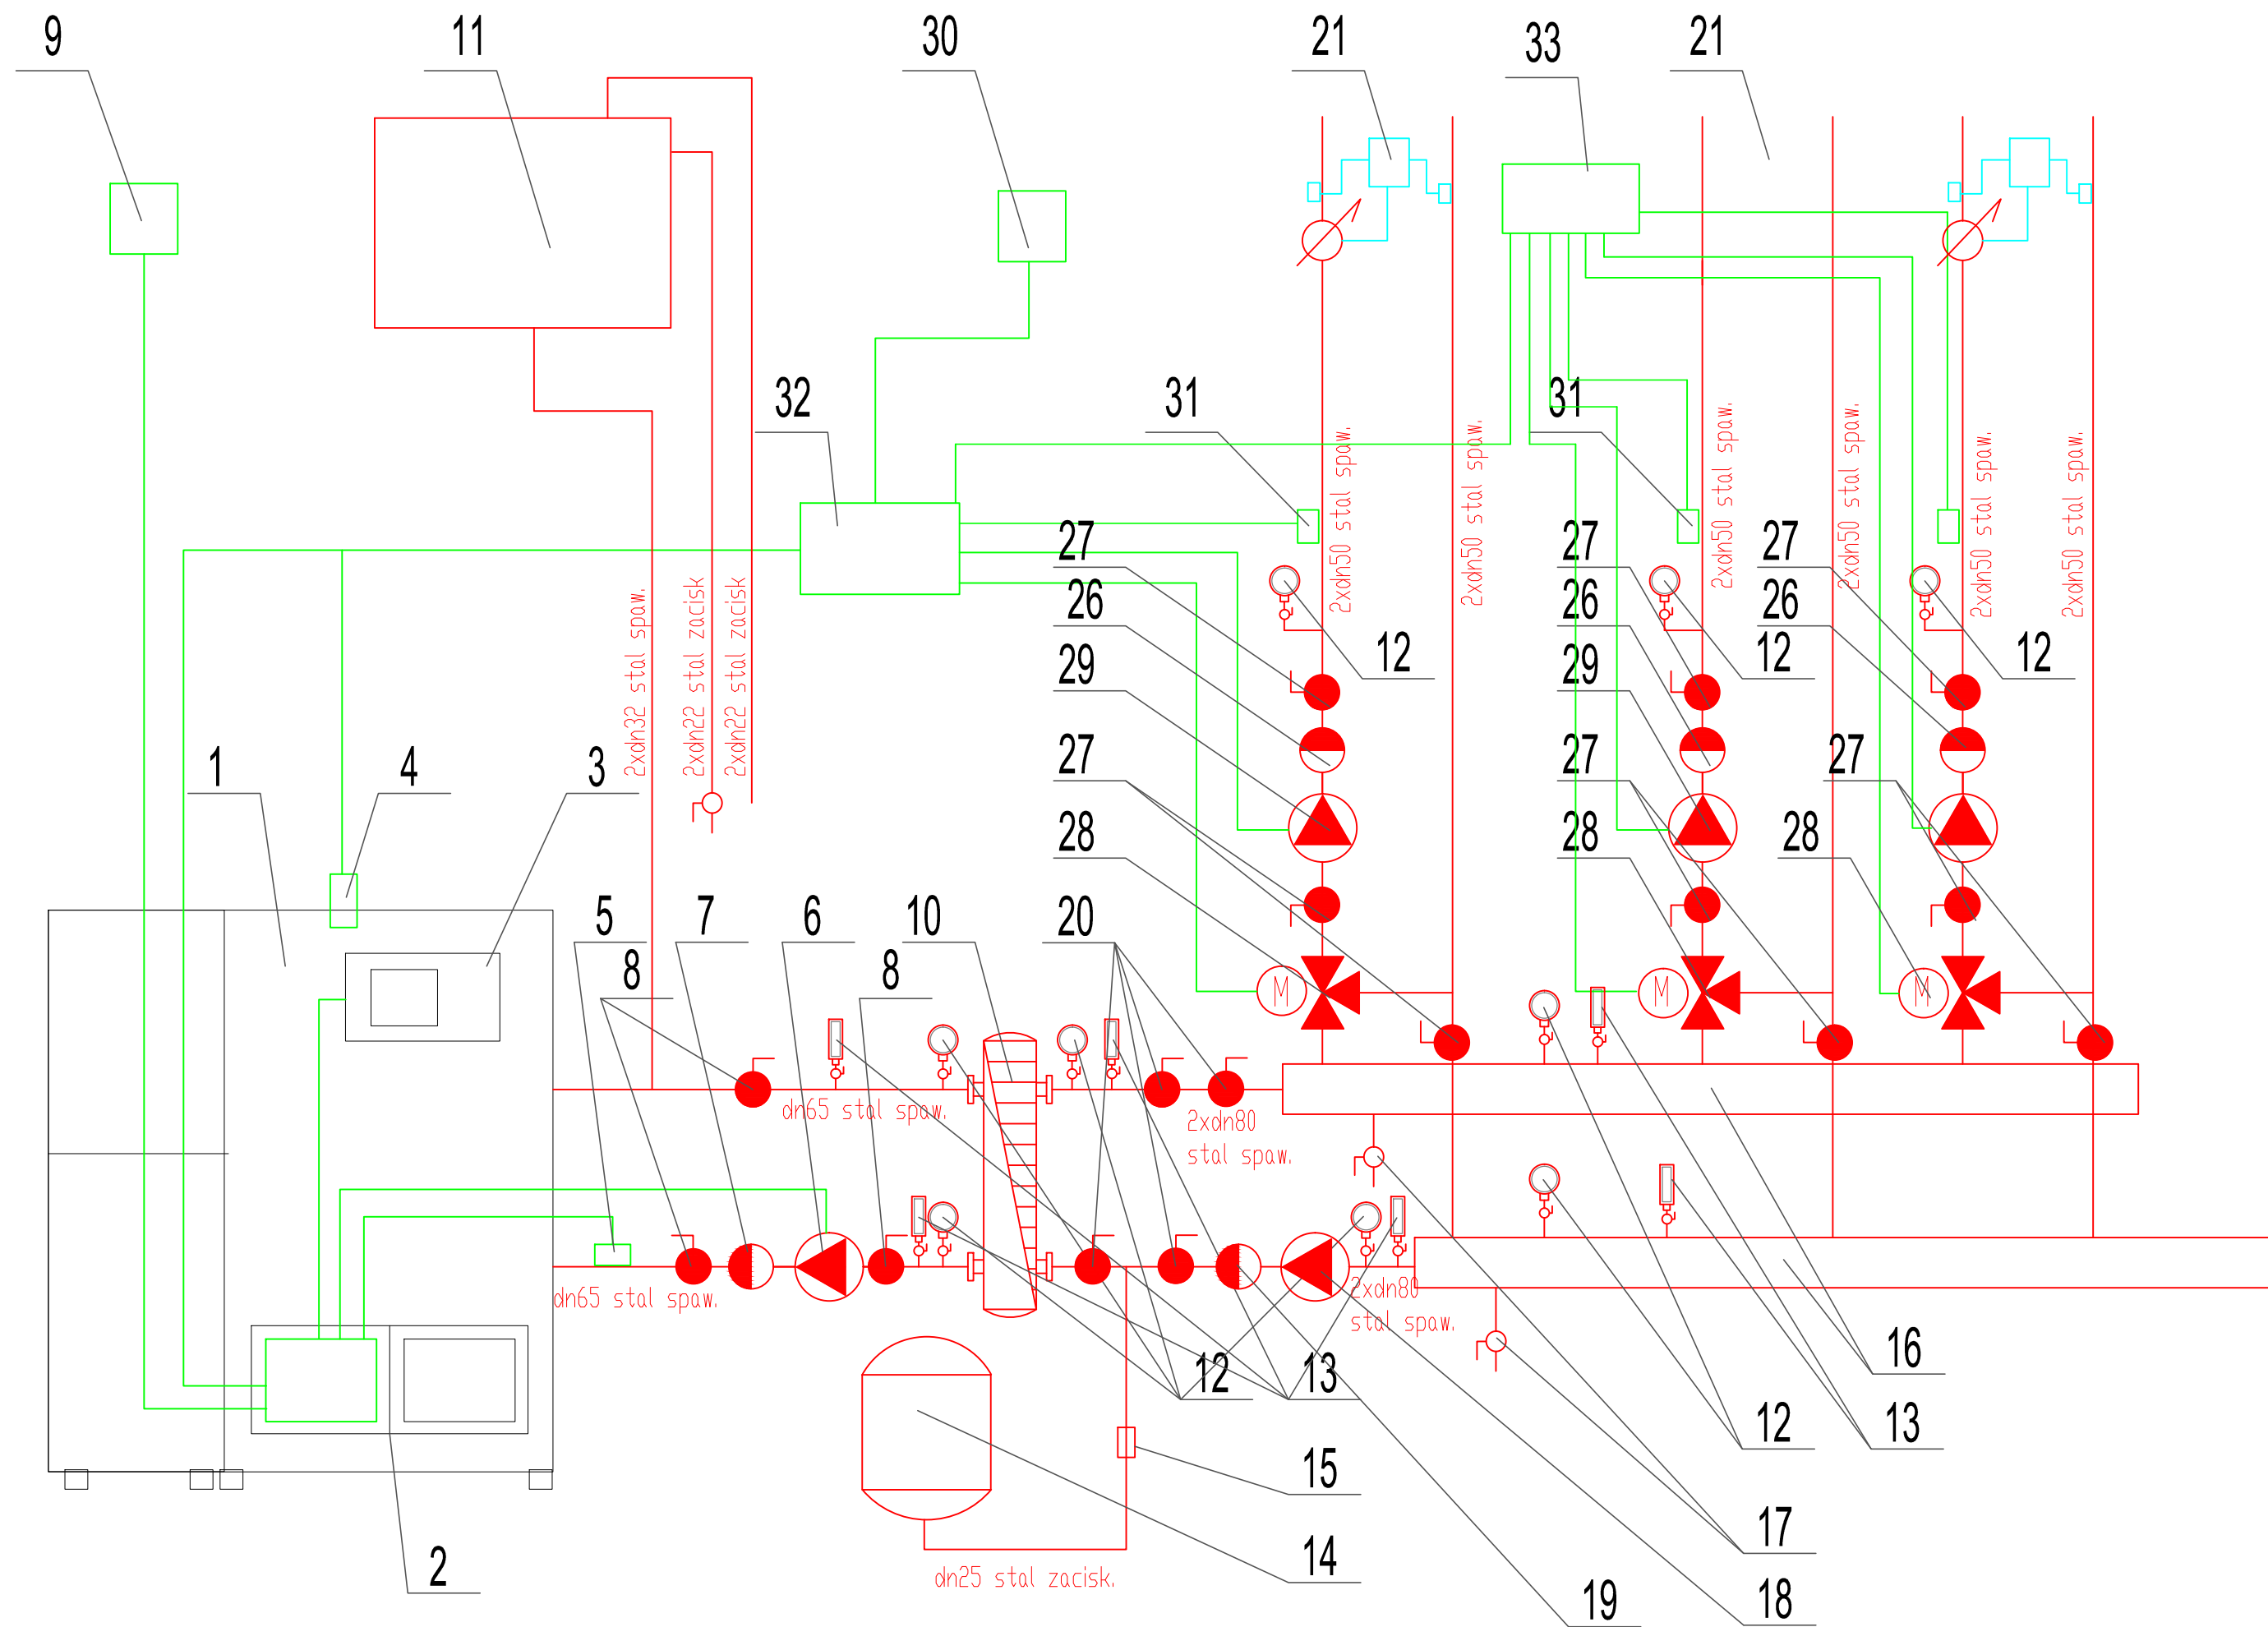 9
11
30
21
33
21
32
31
31
2xdn50 stal spaw.
2xdn50 stal spaw.
2xdn50 stal spaw.
2xdn50 stal spaw.
2xdn50 stal spaw.
2xdn50 stal spaw.
27
27
27
26
26
26
2xdn32 stal spaw.
2xdn22 stal zacisk
2xdn22 stal zacisk
29
12
29
12
12
1
4
3
27
27
27
28
28
28
5
7
6
10
20
8
8
M
M
M
dn65 stal spaw.
2xdn80
stal spaw.
dn65 stal spaw.
2xdn80
stal spaw.
12
13
16
12
13
15
17
14
2
dn25 stal zacisk.
19
18